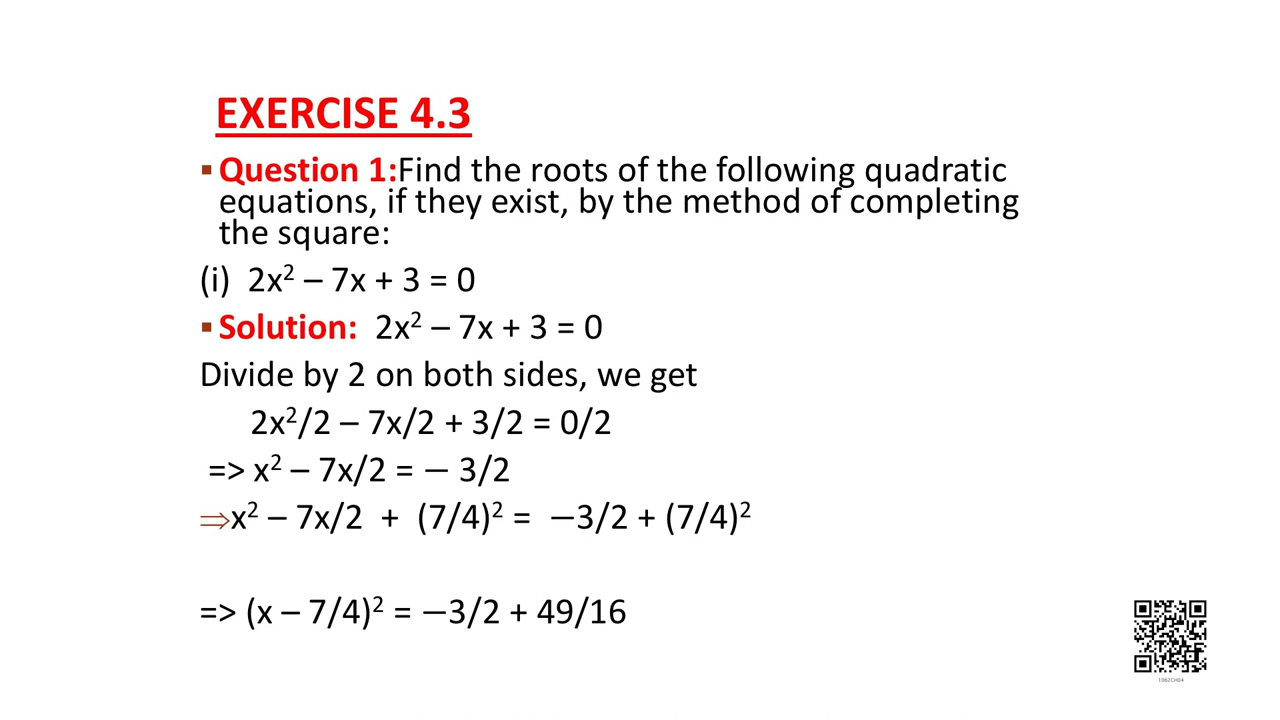 EXERCISE 4.3
▪ Question 1:Find the roots of the following quadratic
equations, if they exist, by the method of completing
the square:
(i) 2x² – 7x + 3 = 0
▪ Solution: 2x² – 7x + 3 = 0
Divide by 2 on both sides, we get
2x²/2 – 7x/2 + 3/2 = 0/2
=> x² – 7x/2 = − 3/2
⇒x² – 7x/2 + (7/4)² = −3/2 + (7/4)²
=> (x – 7/4)² = −3/2 + 49/16
1062CH04